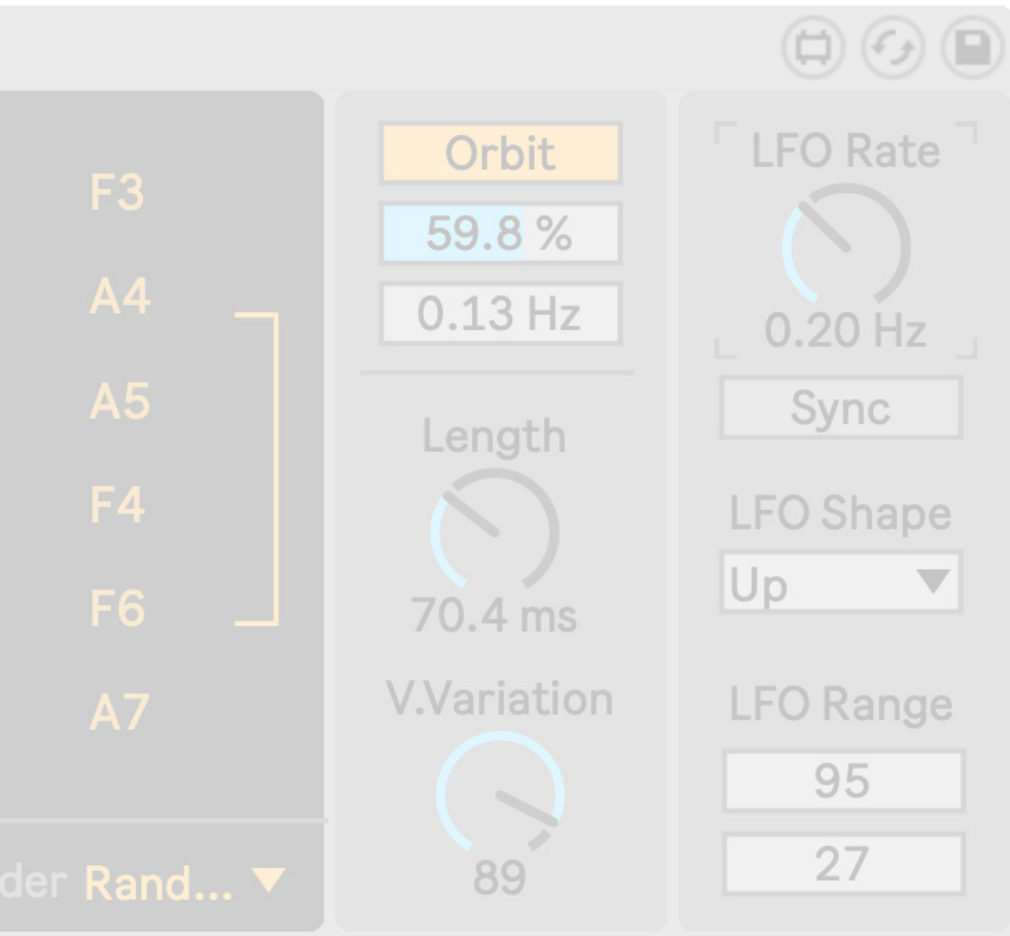 F3
A4
A5
F4
F6
A7
der Rand...
Orbit
59.8 %
0.13 Hz
Length
70.4 ms
V.Variation
89
LFO Rate
0.20 Hz
Sync
LFO Shape
Up
LFO Range
95
27